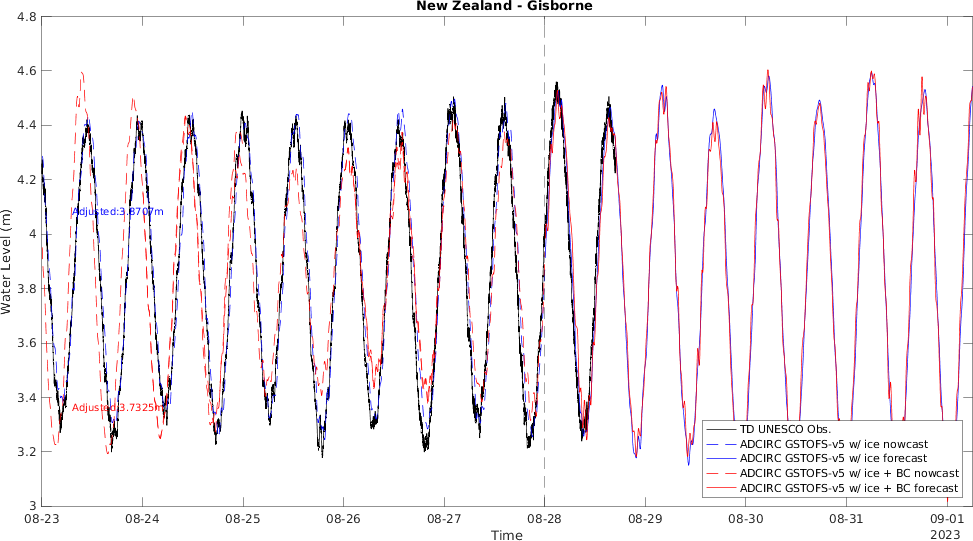 New Zealand - Gisborne
4.8
4.6
4.4
4.2
4
3.8
3.6
3.4
3.2
3
Water Level (m)
Adjusted:3.8707m
Adjusted:3.7325m
TD UNESCO Obs.
ADCIRC GSTOFS-v5 w/ ice nowcast
ADCIRC GSTOFS-v5 w/ ice forecast
ADCIRC GSTOFS-v5 w/ ice + BC nowcast
ADCIRC GSTOFS-v5 w/ ice + BC forecast
08-23 08-24 08-25 08-26 08-27 08-28 08-29 08-30 08-31 09-01
2023
Time